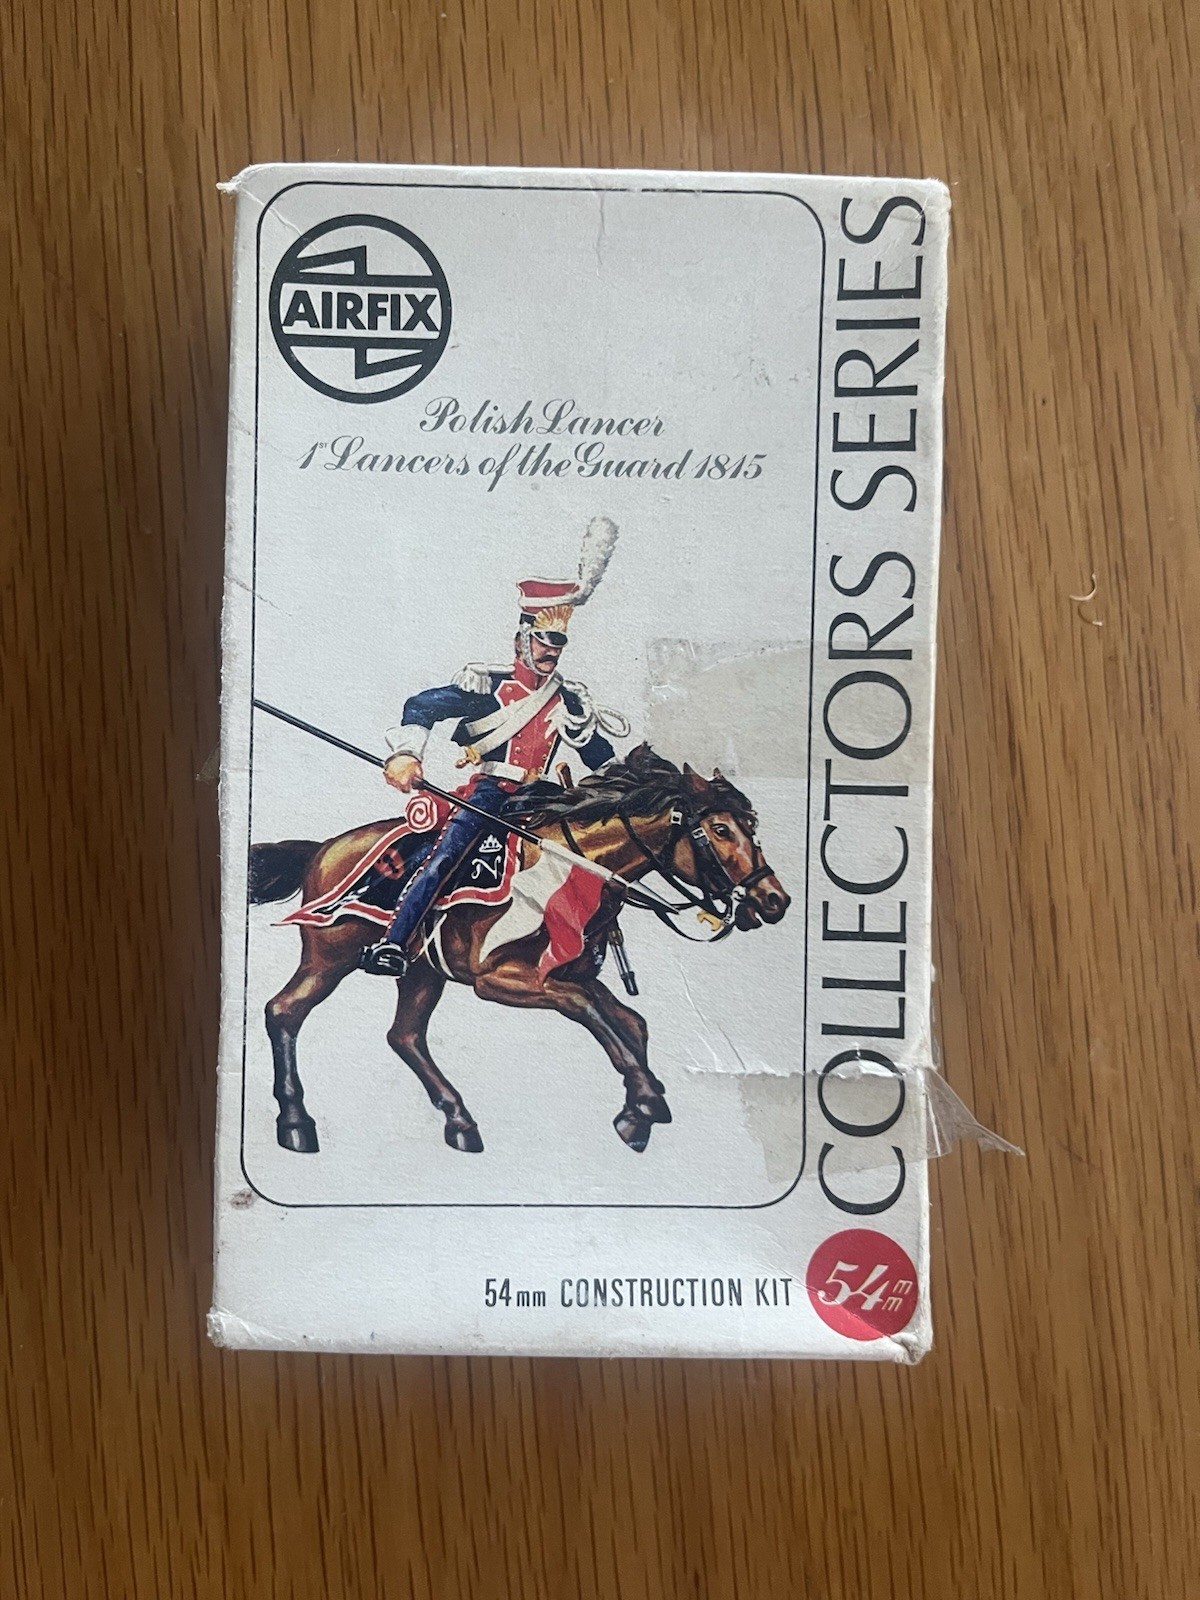 AIRFIX
Polish Lancer
1ST Lancers of the Guard 1815
COLLECTORS SERIES
N
54mm CONSTRUCTION KIT
54mm